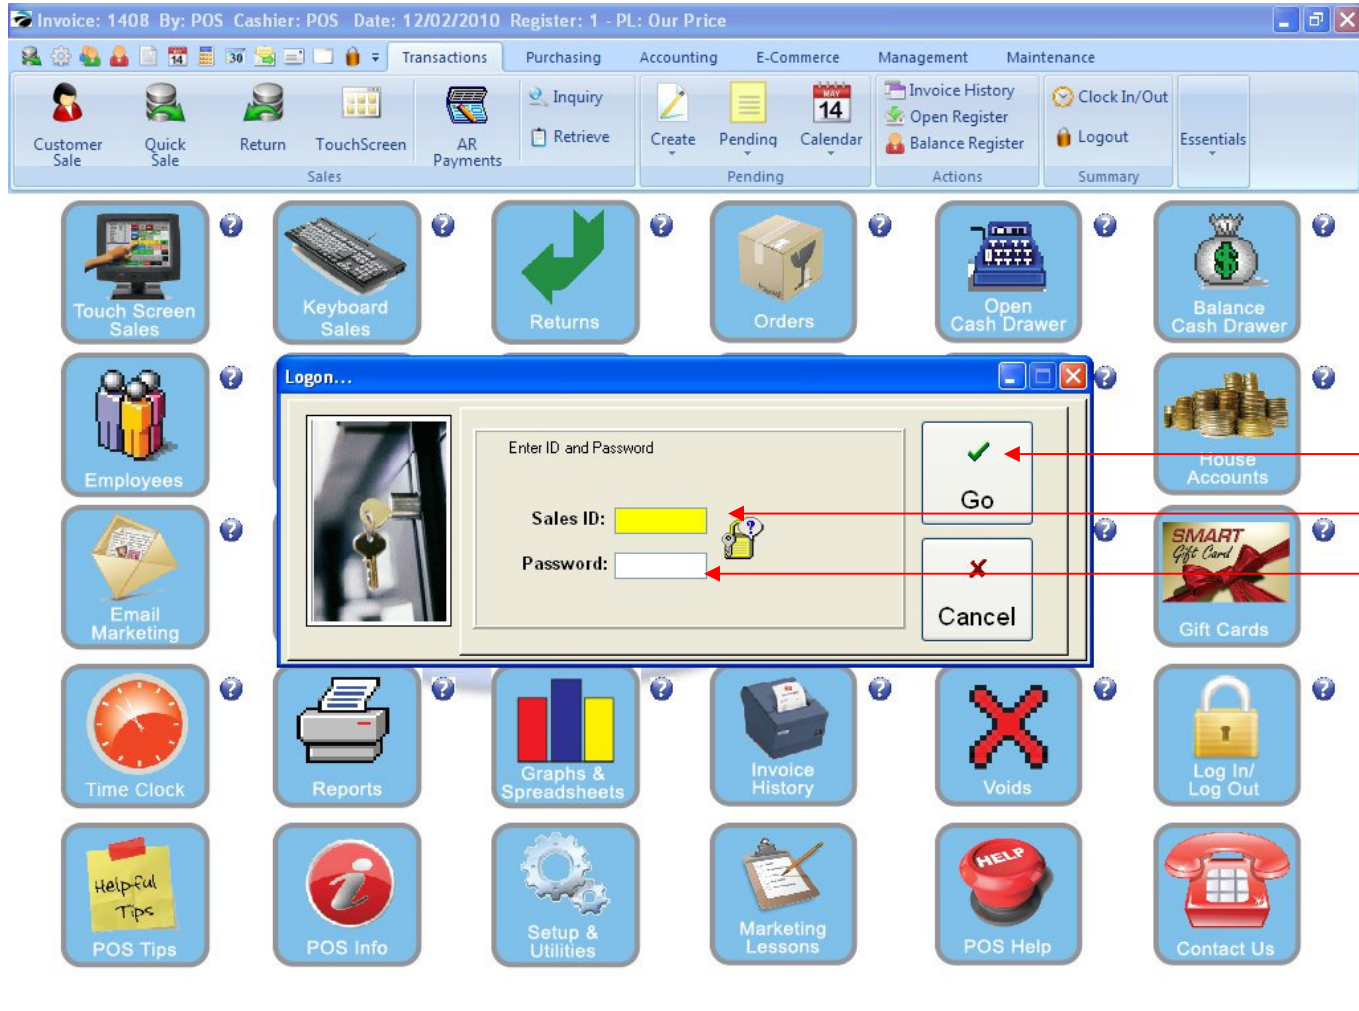 Invoice: 1408 By: POS Cashier: POS Date: 12/02/2010 Register: 1 - PL: Our Price
14 30 Transactions Purchasing Accounting E-Commerce Management Maintenance
Customer Sale
Quick Sale
Return
TouchScreen
AR Payments
Inquiry
Retrieve
Sales
Create
Pending
MAY 14
Calendar
Pending
Invoice History
Open Register
Balance Register
Actions
Clock In/Out
Logout
Summary
Essentials
Touch Screen
Sales
Keyboard
Sales
Returns
Orders
Open
Cash Drawer
Balance
Cash Drawer
Logon...
Enter ID and Password
Sales ID:
Password:
Go
Cancel
Employees
House
Accounts
Email
Marketing
SMART
Gift Card
Gift Cards
Time Clock
Reports
Graphs &
Spreadsheets
Invoice
History
Voids
Log In/
Log Out
Helpful
Tips
POS Tips
POS Info
Setup &
Utilities
Marketing
Lessons
HELP
POS Help
Contact Us